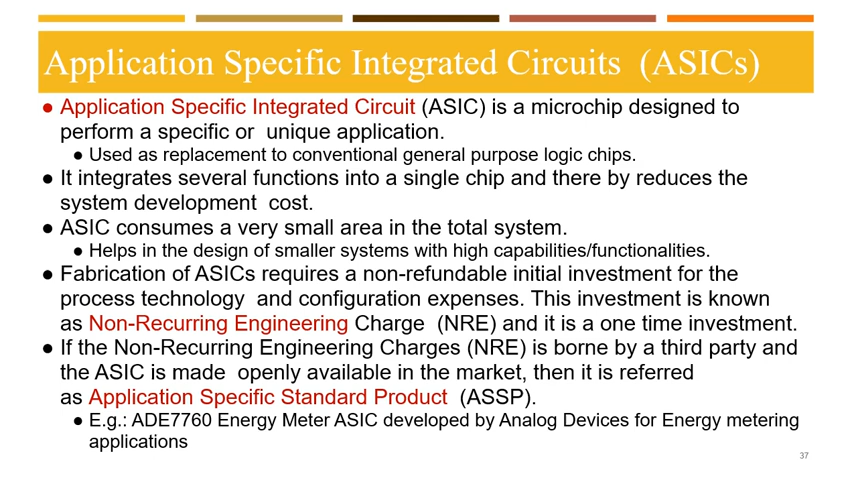 Application Specific Integrated Circuits (ASICs)
● Application Specific Integrated Circuit (ASIC) is a microchip designed to
perform a specific or unique application.
● Used as replacement to conventional general purpose logic chips.
● It integrates several functions into a single chip and there by reduces the
system development cost.
● ASIC consumes a very small area in the total system.
● Helps in the design of smaller systems with high capabilities/functionalities.
● Fabrication of ASICs requires a non-refundable initial investment for the
process technology and configuration expenses. This investment is known
as Non-Recurring Engineering Charge (NRE) and it is a one time investment.
● If the Non-Recurring Engineering Charges (NRE) is borne by a third party and
the ASIC is made openly available in the market, then it is referred
as Application Specific Standard Product (ASSP).
● E.g.: ADE7760 Energy Meter ASIC developed by Analog Devices for Energy metering
applications
37